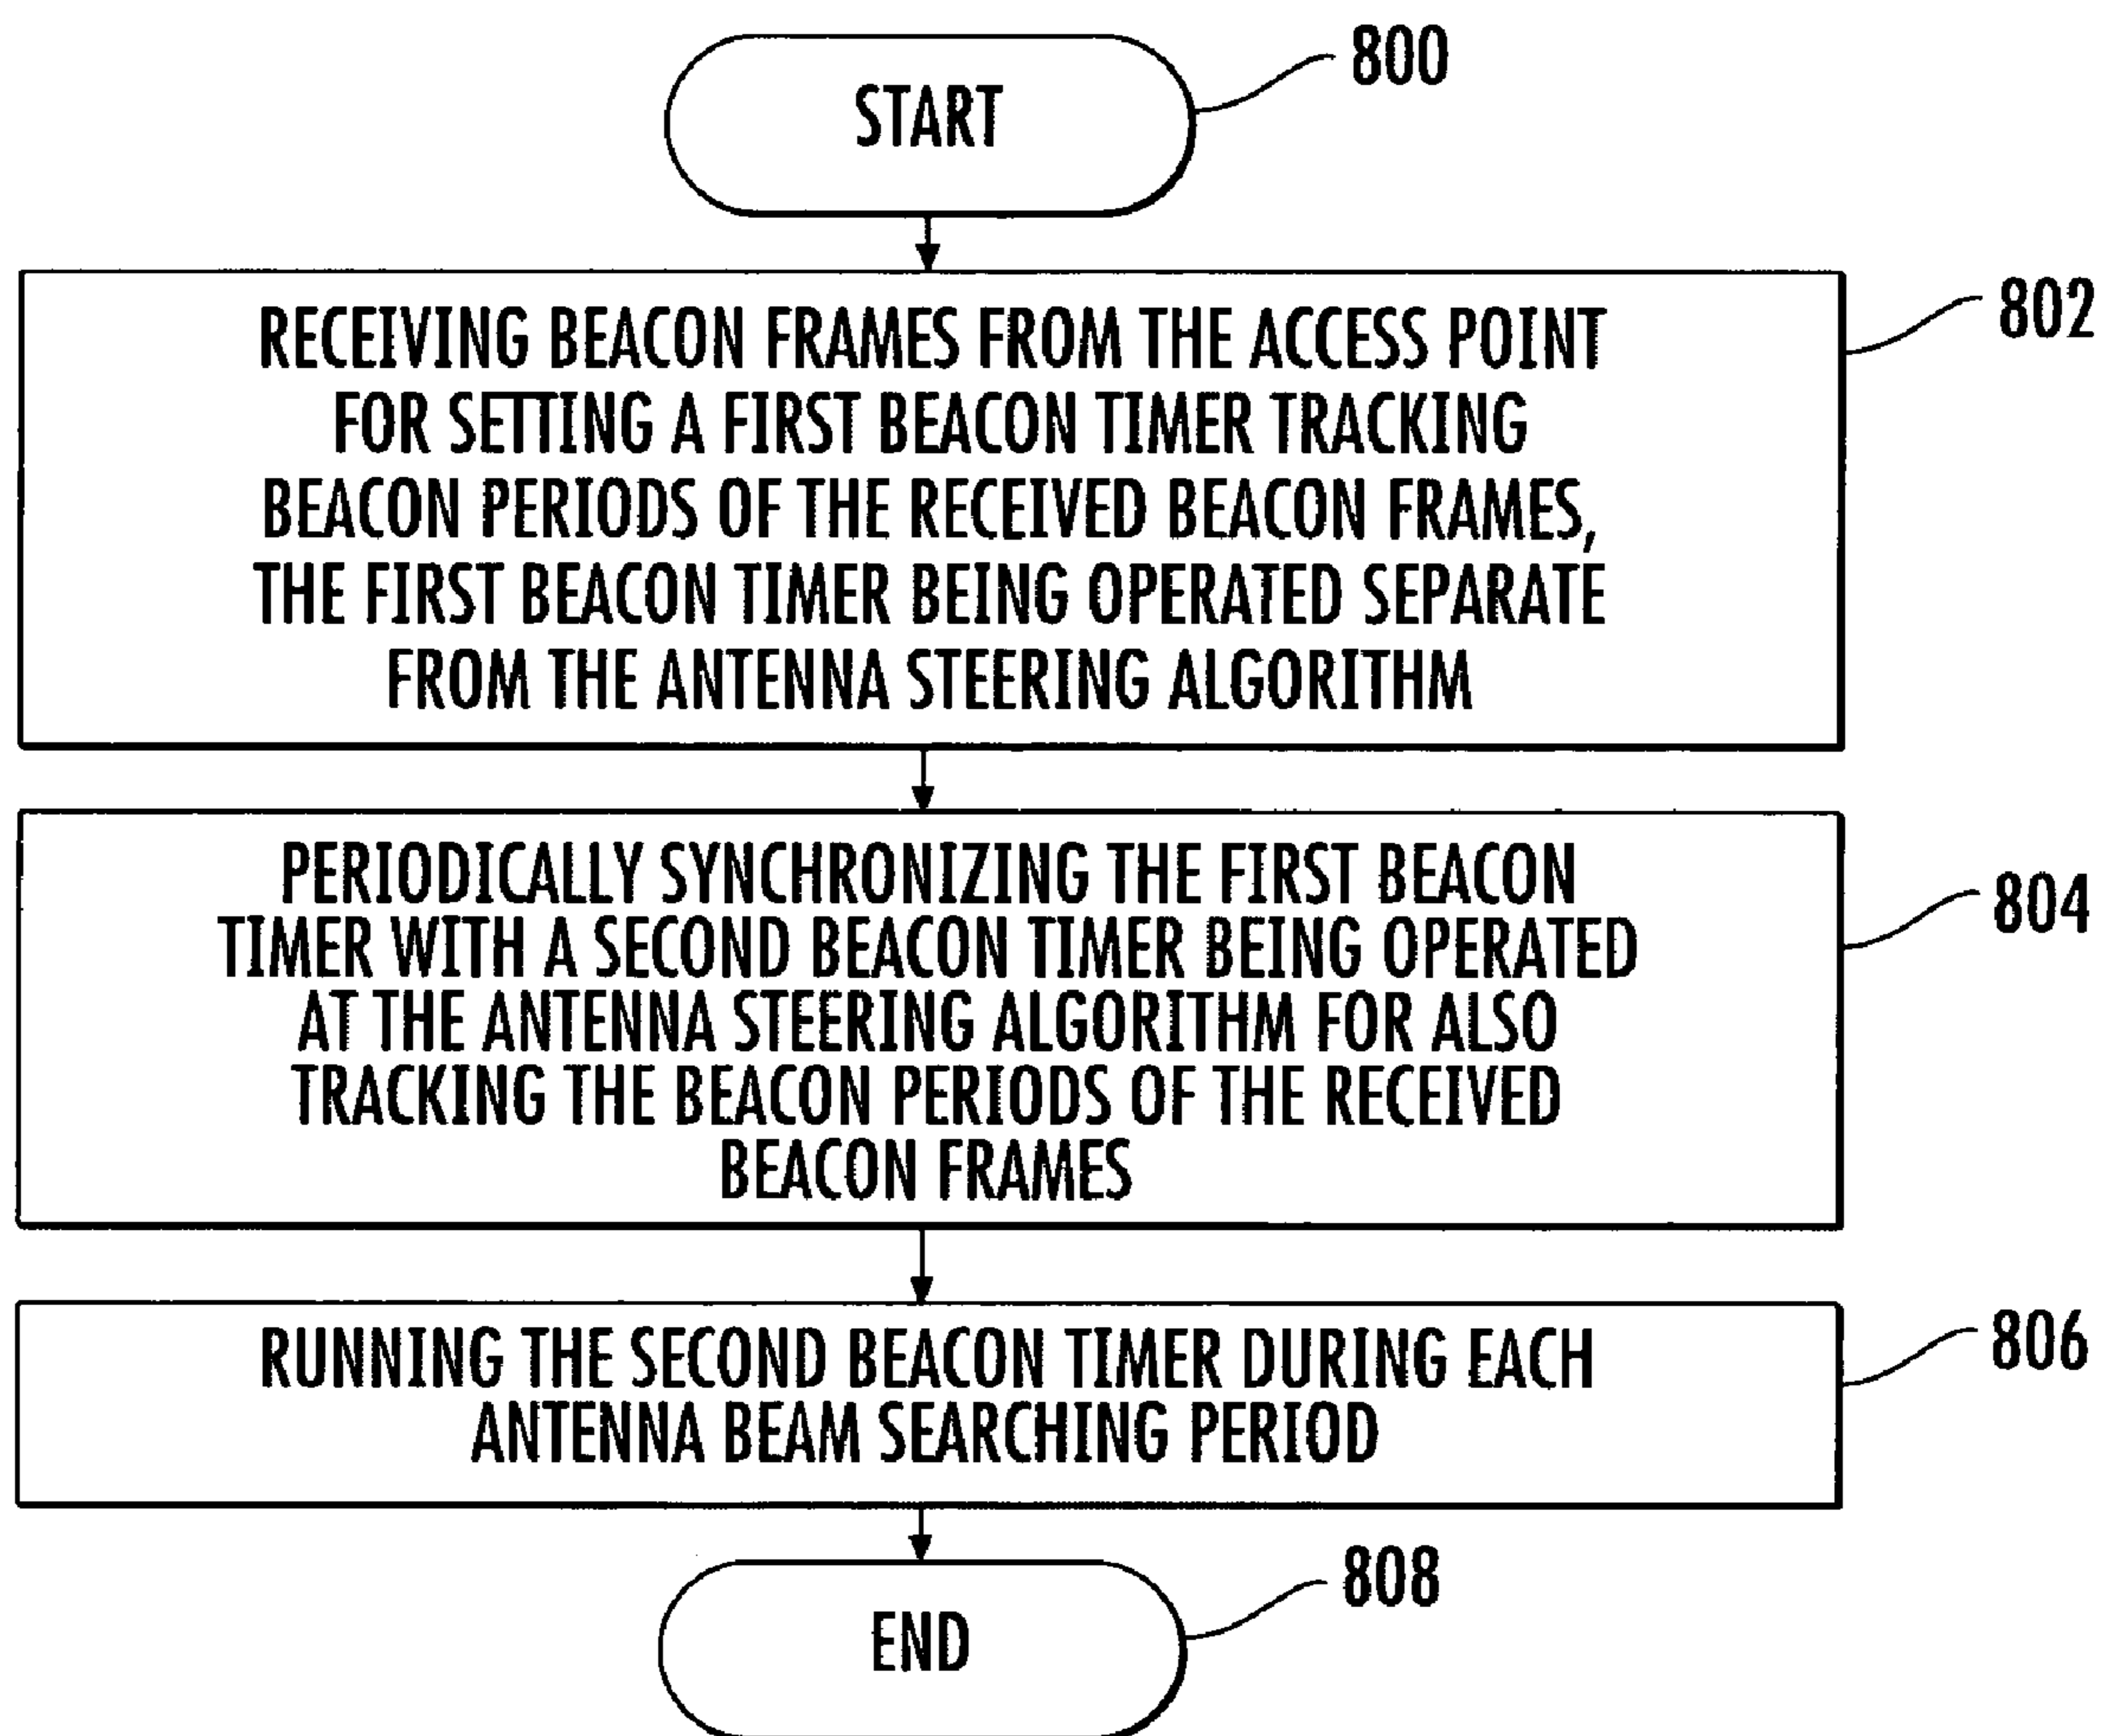 START
800
RECEIVING BEACON FRAMES FROM THE ACCESS POINT
FOR SETTING A FIRST BEACON TIMER TRACKING
BEACON PERIODS OF THE RECEIVED BEACON FRAMES,
THE FIRST BEACON TIMER BEING OPERATED SEPARATE
FROM THE ANTENNA STEERING ALGORITHM
802
PERIODICALLY SYNCHRONIZING THE FIRST BEACON
TIMER WITH A SECOND BEACON TIMER BEING OPERATED
AT THE ANTENNA STEERING ALGORITHM FOR ALSO
TRACKING THE BEACON PERIODS OF THE RECEIVED
BEACON FRAMES
804
RUNNING THE SECOND BEACON TIMER DURING EACH
ANTENNA BEAM SEARCHING PERIOD
806
END
808